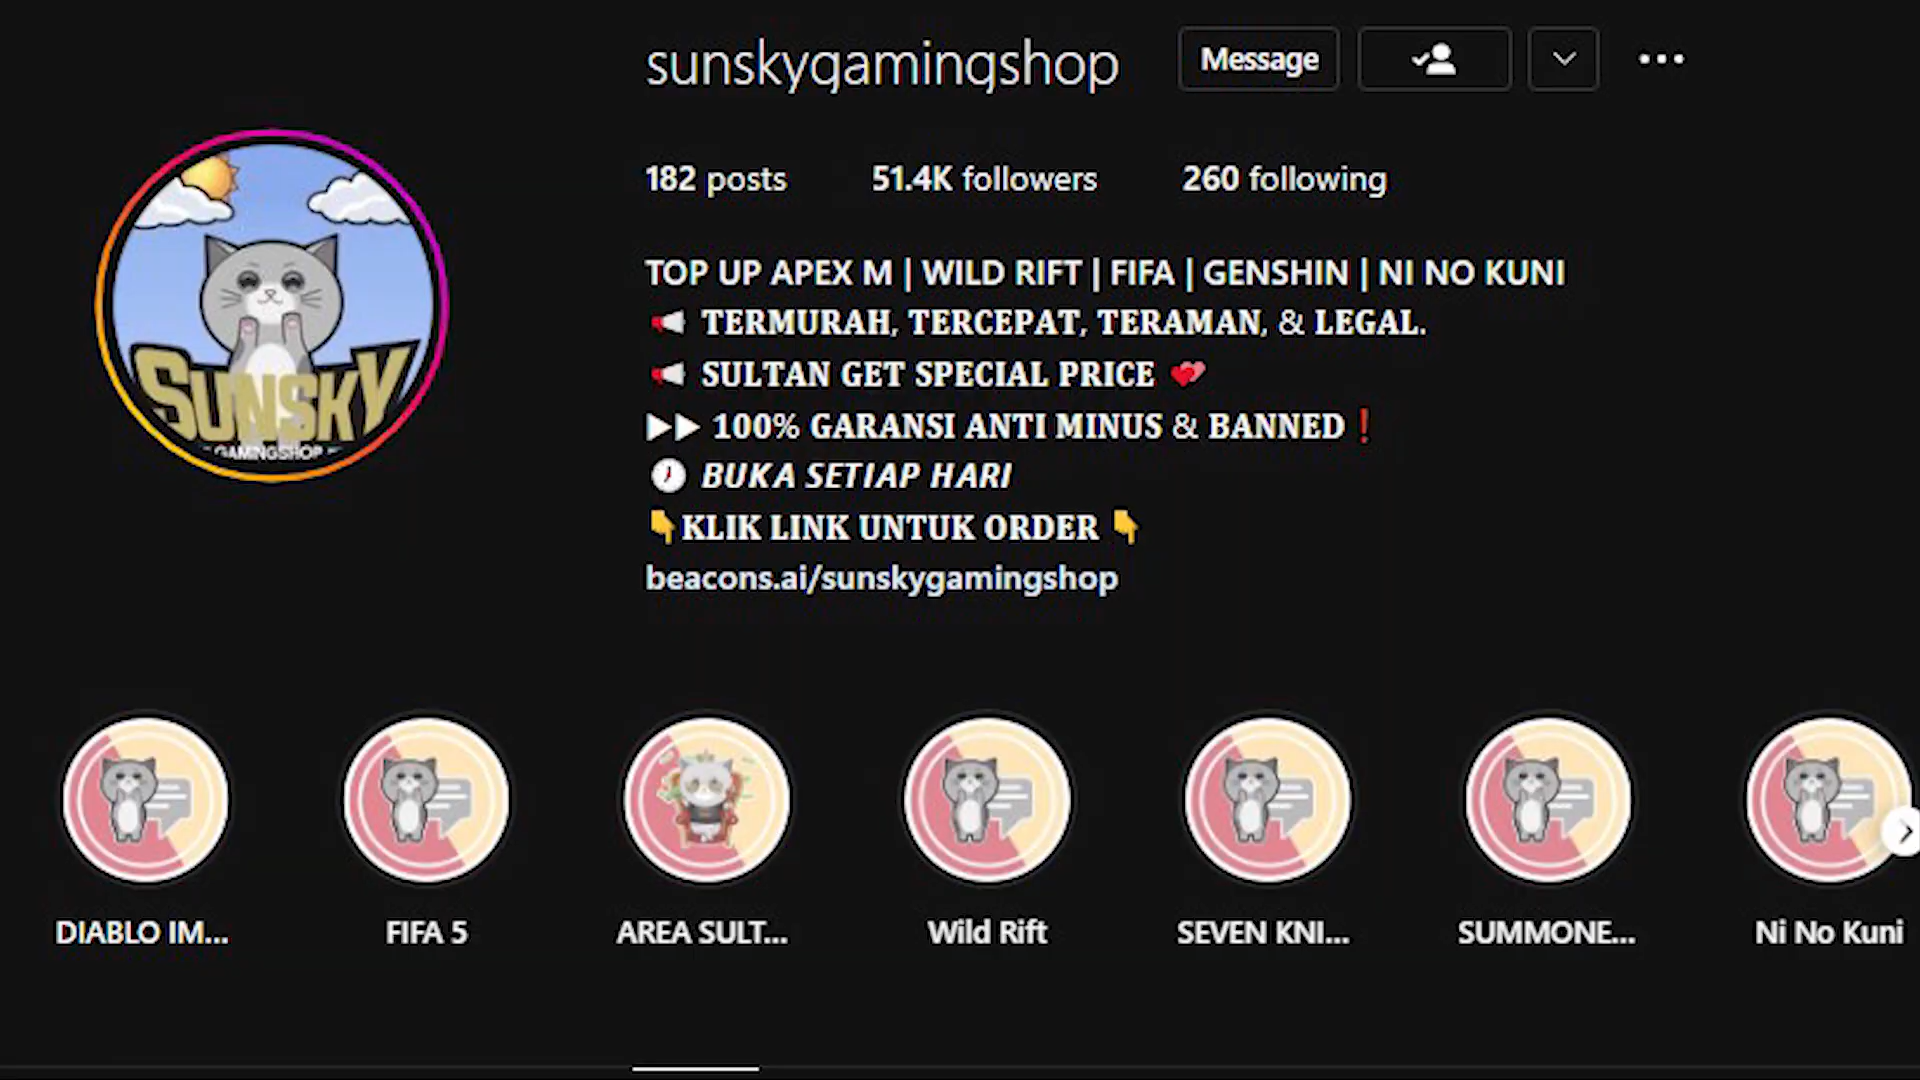 sunskygamingshop
Message
182 posts 51.4K followers 260 following
TOP UP APEX M | WILD RIFT | FIFA | GENSHIN | NI NO KUNI
TERMURAH, TERCEPAT, TERAMAN, & LEGAL.
SULTAN GET SPECIAL PRICE
100% GARANSI ANTI MINUS & BANNED❗
BUKA SETIAP HARI
KLIK LINK UNTUK ORDER
beacons.ai/sunskygamingshop
SUNSKY
GAMINGSHOP
DIABLO IM...
FIFA 5
AREA SULT...
Wild Rift
SEVEN KNI...
SUMMONE...
Ni No Kuni